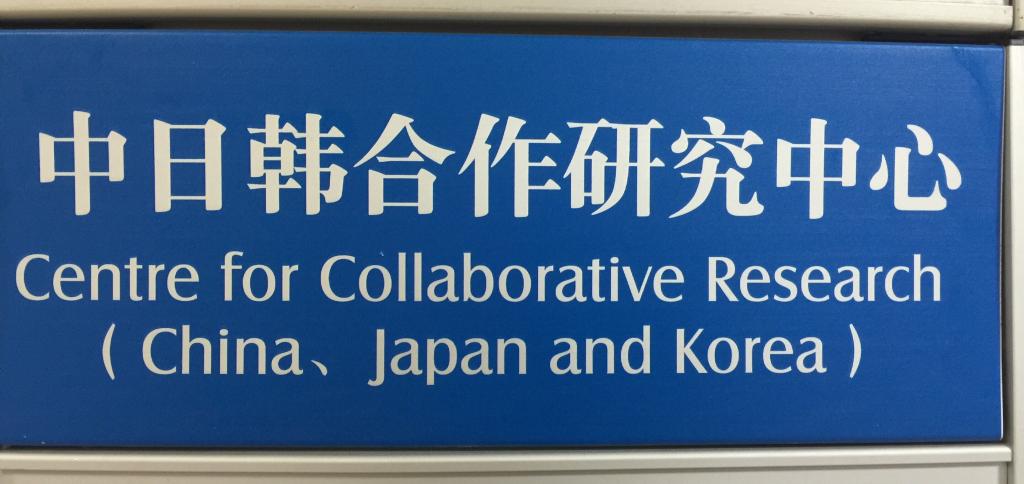 中日韩合作研究中心
Centre for Collaborative Research
( China、Japan and Korea )